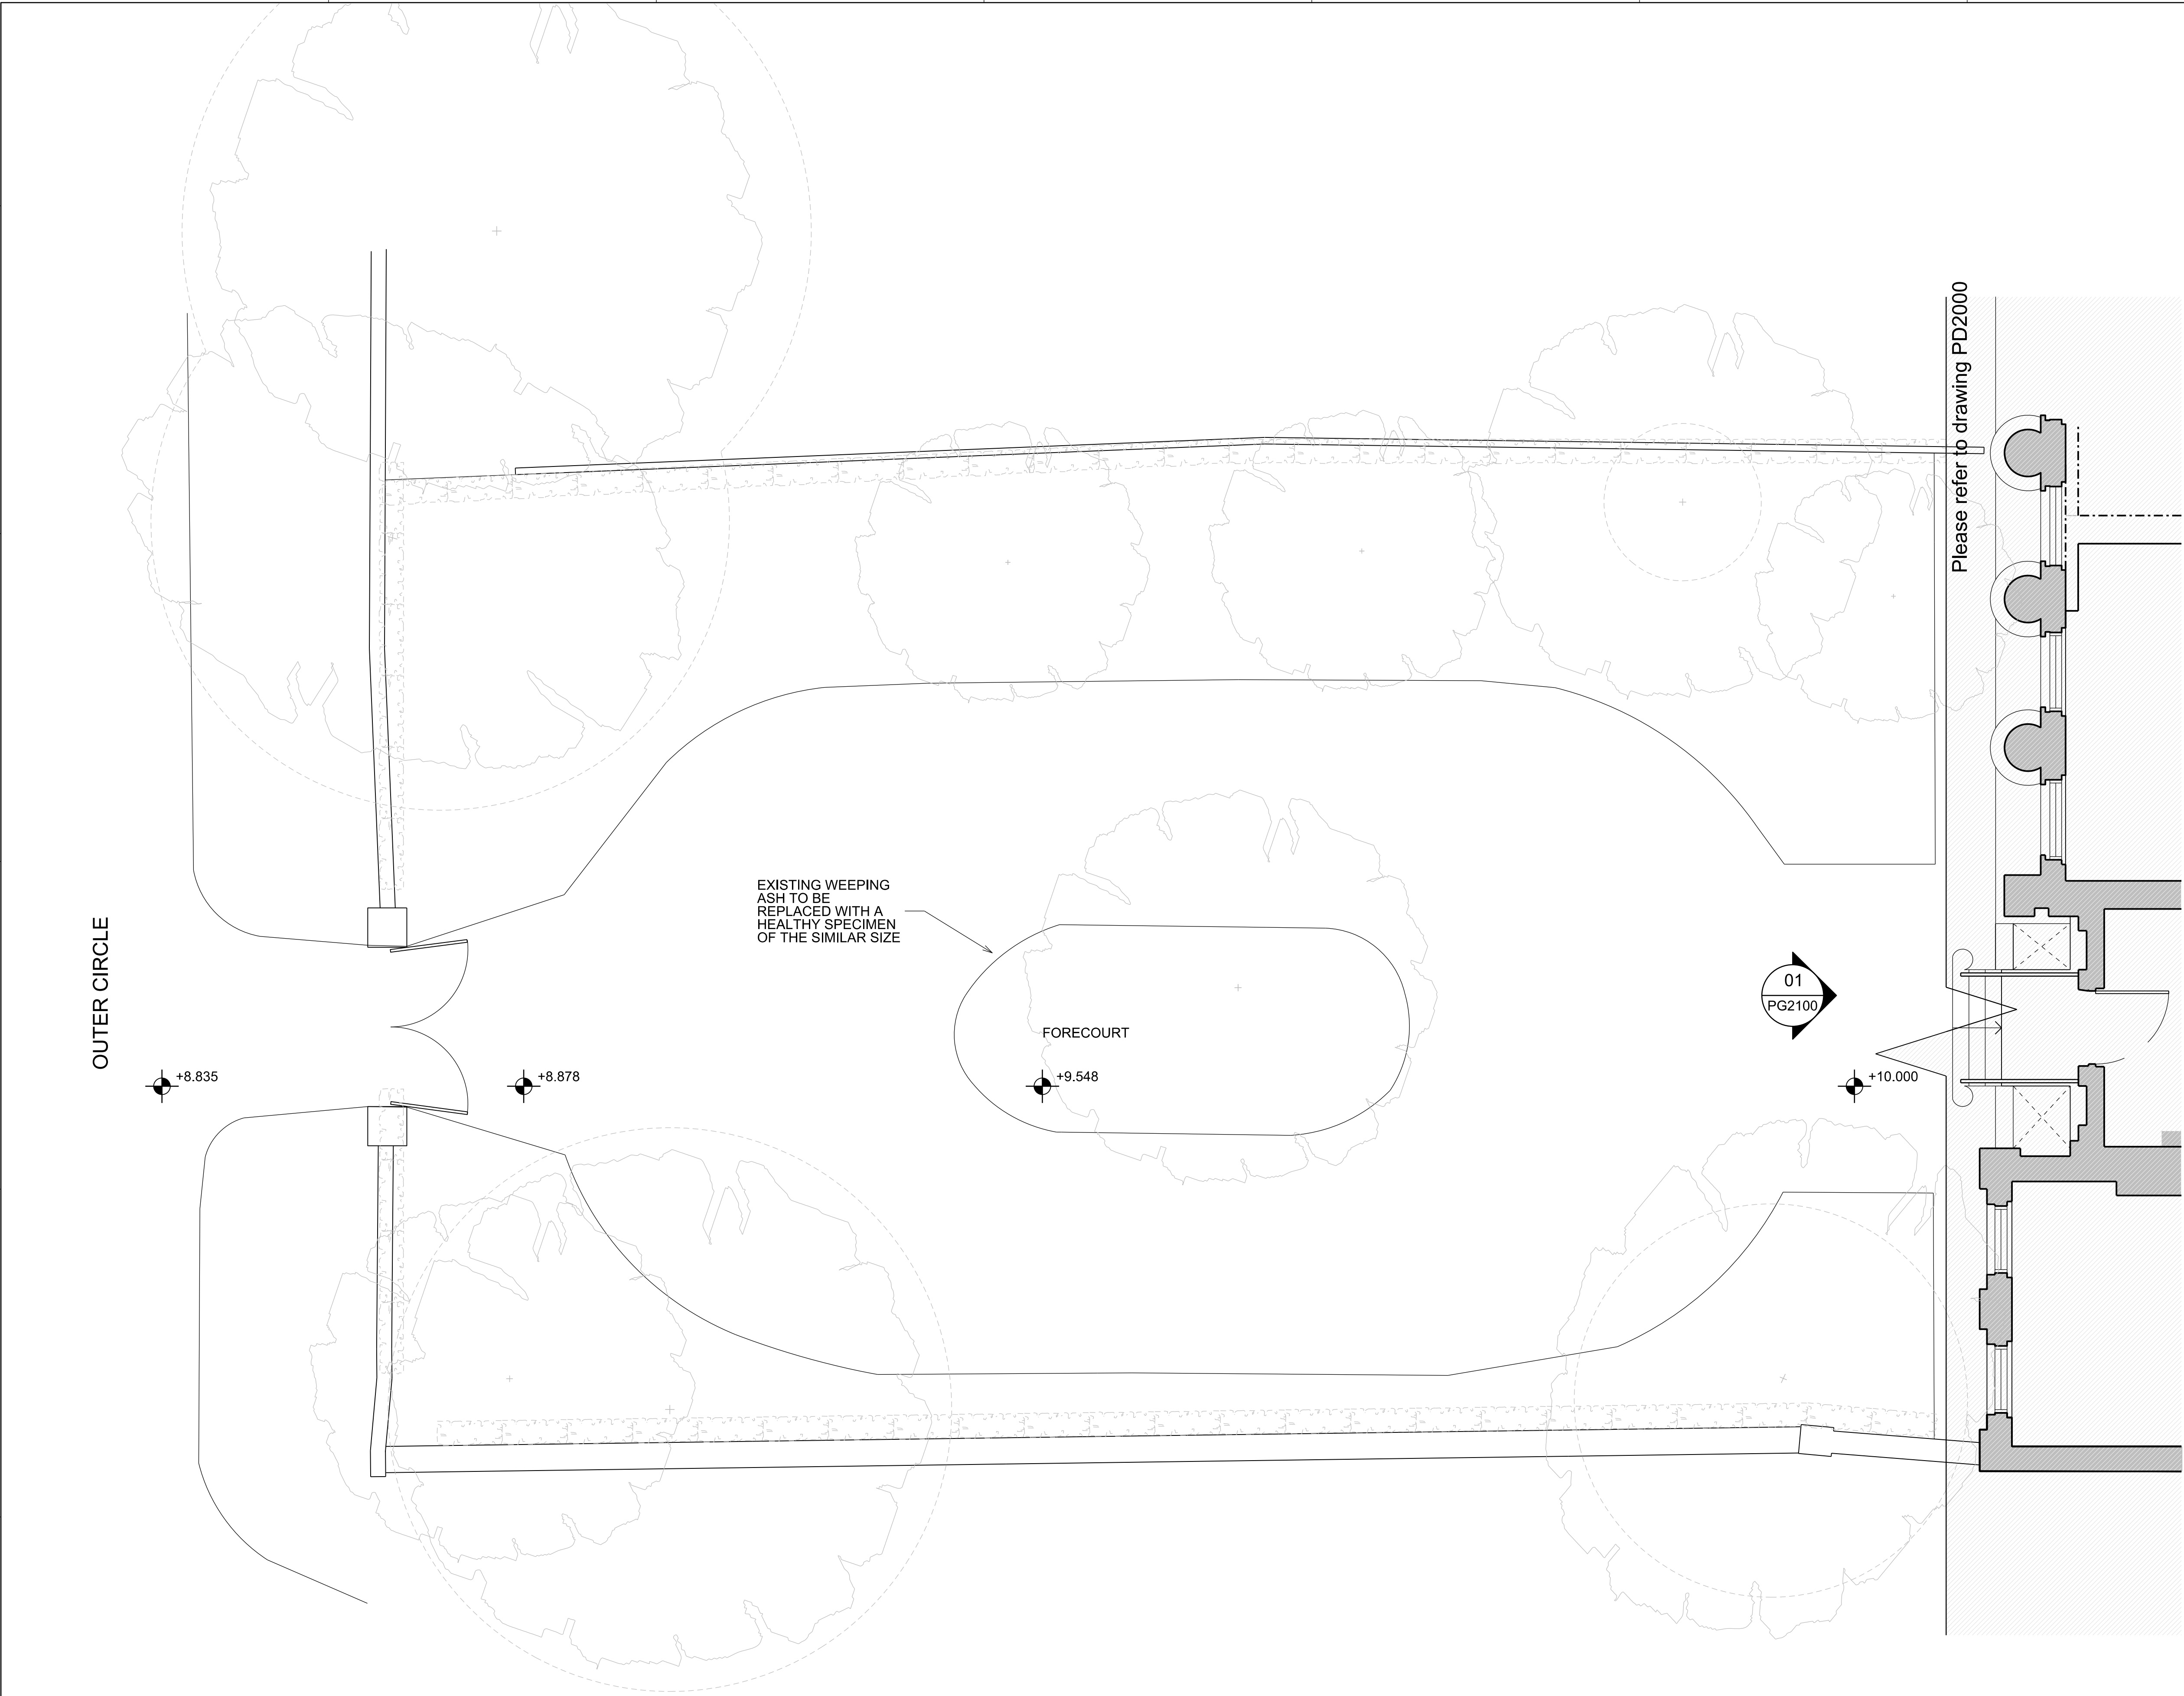 Please refer to drawing PD2000
EXISTING WEEPING
ASH TO BE
REPLACED WITH A
HEALTHY SPECIMEN
OF THE SIMILAR SIZE
OUTER CIRCLE
01
PG2100
FORECOURT
+8.835
+8.878
+9.548
+10.000